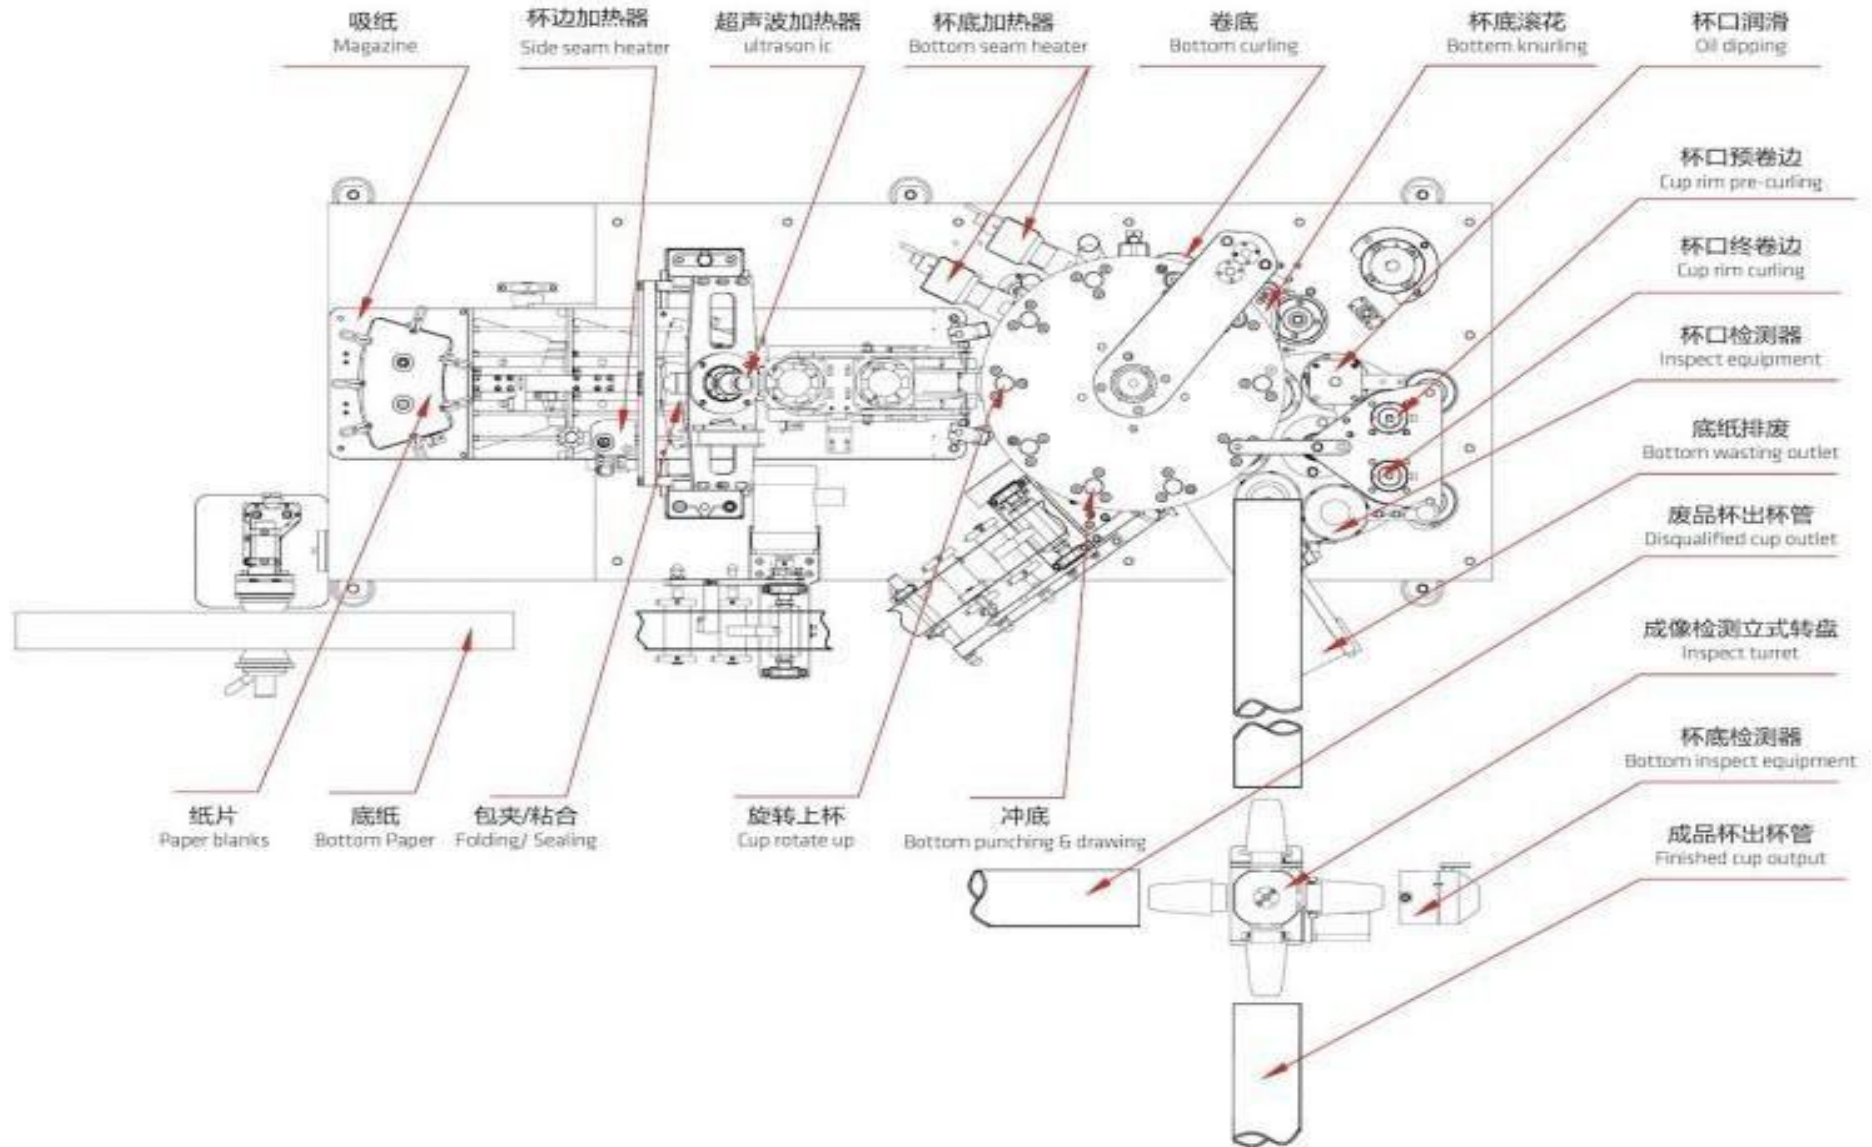 吸纸
Magazine
杯边加热器
Side seam heater
超声波加热器
ultrason ic
杯底加热器
Bottom seam heater
卷底
Bottom curling
杯底滚花
Bottem knurling
杯口润滑
Oil dipping
杯口预卷边
Cup rim pre-curling
杯口终卷边
Cup rim curling
杯口检测器
Inspect equipment
底纸排废
Bottom wasting outlet
废品杯出杯管
Disqualified cup outlet
成像检测立式转盘
Inspect turret
杯底检测器
Bottom inspect equipment
成品杯出杯管
Finished cup output
纸片
Paper blanks
底纸
Bottom Paper
包夹/粘合
Folding/ Sealing
旋转上杯
Cup rotate up
冲底
Bottom punching & drawing